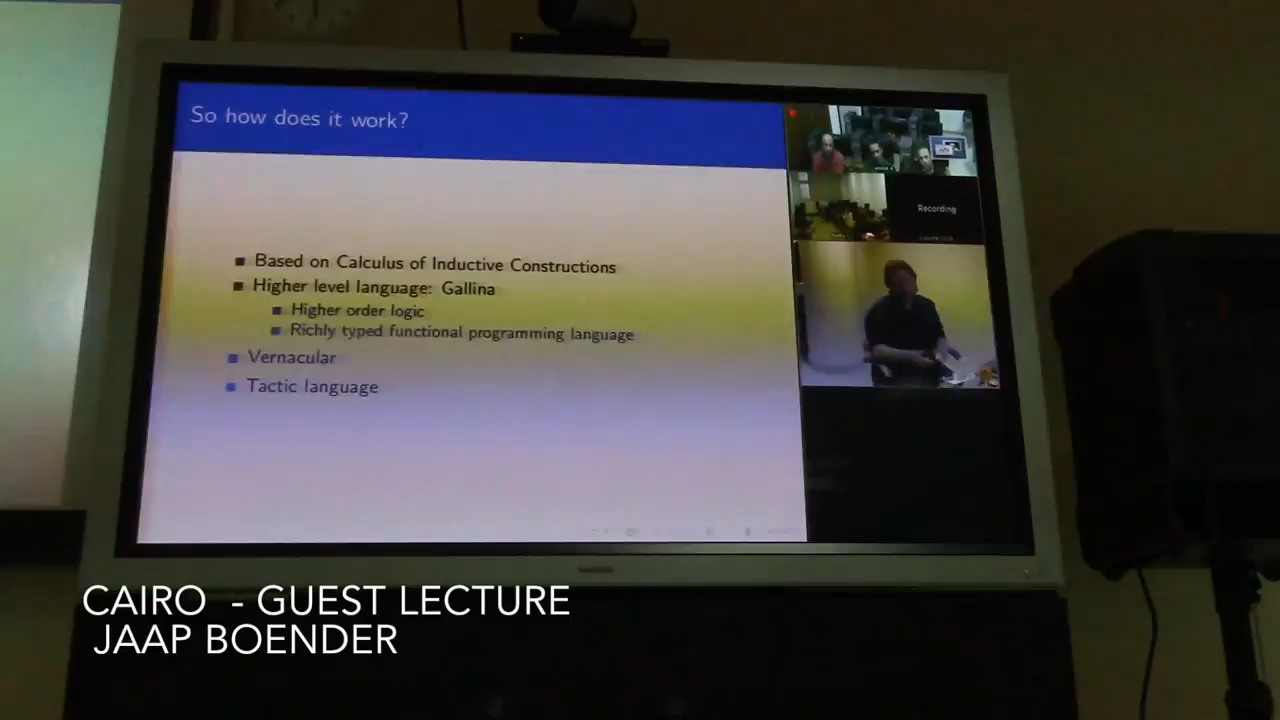 So how does it work?
Based on Calculus of Inductive Constructions
Higher level language: Gallina
Higher order logic
Richly typed functional programming language
Vernacular
Tactic language
Recording
CAIRO - GUEST LECTURE
JAAP BOENDER